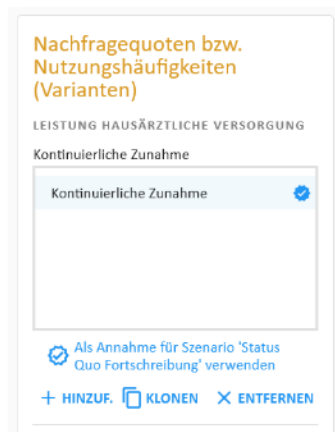 Nachfragequoten bzw.
Nutzungshäufigkeiten
(Varianten)
LEISTUNG HAUSÄRZTLICHE VERSORGUNG
Kontinuierliche Zunahme
Kontinuierliche Zunahme
Als Annahme für Szenario 'Status
Quo Fortschreibung' verwenden
HINZUF. KLONEN ENTFERNEN